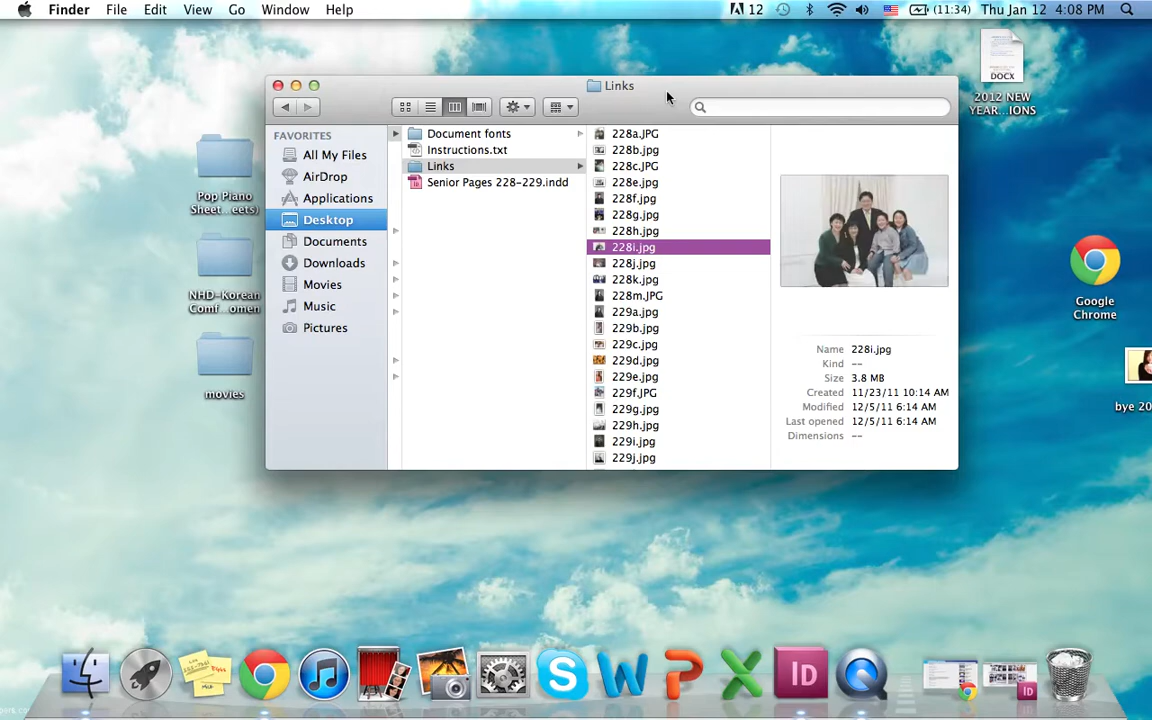 Finder File Edit View Go Window Help
12 (11:34) Thu Jan 12 4:08 PM
Links
FAVORITES
All My Files
AirDrop
Applications
Desktop
Documents
Downloads
Movies
Music
Pictures
Document fonts
Instructions.txt
Links
Senior Pages 228-229.indd
228a.JPG
228b.jpg
228c.JPG
228e.jpg
228f.jpg
228g.jpg
228h.jpg
228i.jpg
228j.jpg
228k.jpg
228m.JPG
229a.jpg
229b.jpg
229c.jpg
229d.jpg
229e.jpg
229f.JPG
229g.jpg
229h.jpg
229i.jpg
229j.jpg
Name 228i.jpg
Kind --
Size 3.8 MB
Created 11/23/11 10:14 AM
Modified 12/5/11 6:14 AM
Last opened 12/5/11 6:14 AM
Dimensions --
Pop Piano
Sheet...eets)
NHD-Korean
Comf...omen
movies
DOCX
2012 NEW
YEAR...IONS
Google
Chrome
bye 20
W P X ID
ID